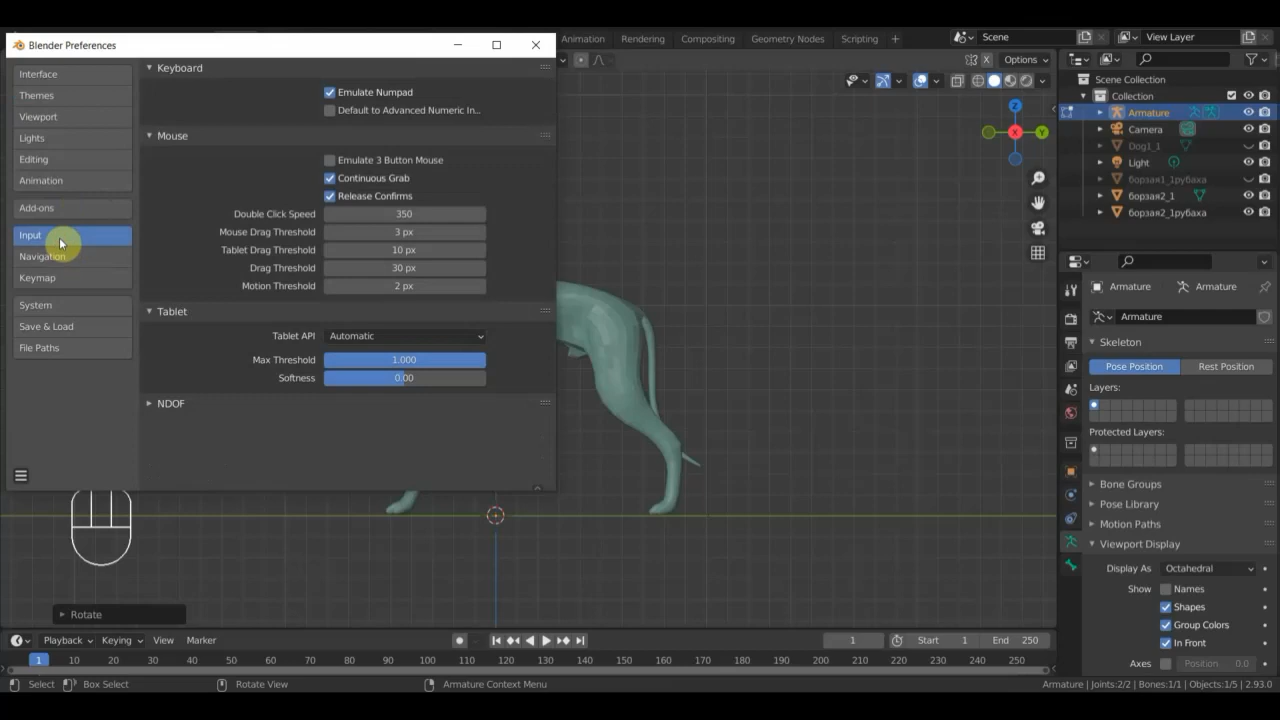 Blender Preferences
Animation
Rendering
Compositing
Geometry Nodes
Scripting
+
Scene
View Layer
Options
Interface
Themes
Viewport
Lights
Editing
Animation
Add-ons
Input
Navigation
Keymap
System
Save & Load
File Paths
Keyboard
Emulate Numpad
Default to Advanced Numeric In...
Mouse
Emulate 3 Button Mouse
Continuous Grab
Release Confirms
Double Click Speed 350
Mouse Drag Threshold 3 px
Tablet Drag Threshold 10 px
Drag Threshold 30 px
Motion Threshold 2 px
Tablet
Tablet API Automatic
Max Threshold 1.000
Softness 0.00
NDOF
X
Z
Y
X
Scene Collection
Collection
Armature
Camera
Dog1_1
Light
борзая1_1рубаха
борзая2_1
борзая2_1рубаха
Armature Armature
Armature
Skeleton
Pose Position Rest Position
Layers:
Protected Layers:
Bone Groups
Pose Library
Motion Paths
Viewport Display
Display As Octahedral
Show Names
Shapes
Group Colors
In Front
Axes Position 0.0
Rotate
Playback Keying View Marker
1 Start 1 End 250
1 10 20 30 40 50 60 70 80 90 100 110 120 130 140 150 160 170 180 190 200 210 220 230 240 250
Select Box Select Rotate View Armature Context Menu
Armature | Joints:2/2 | Bones:1/1 | Objects:1/5 | 2.93.0